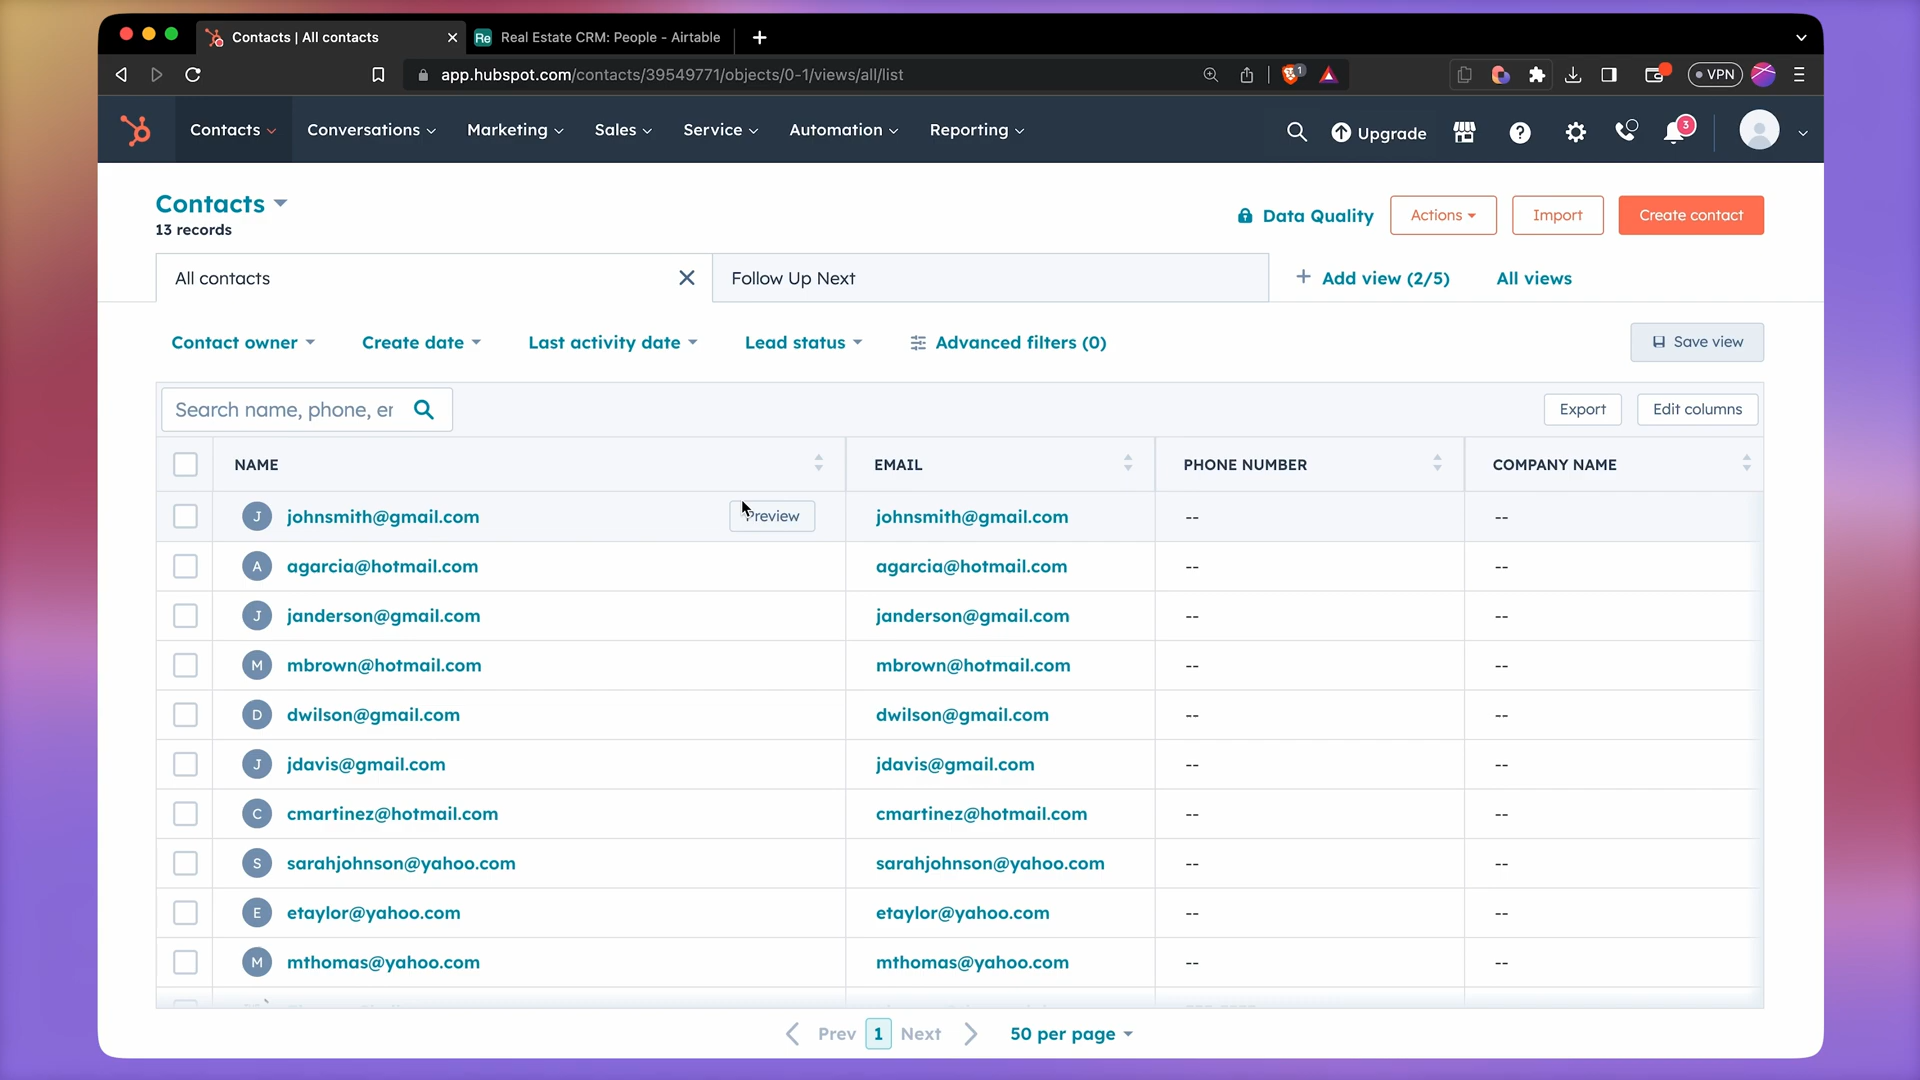 Contacts | All contacts
Re Real Estate CRM: People - Airtable
app.hubspot.com/contacts/39549771/objects/0-1/views/all/list
1
VPN
Contacts Conversations Marketing Sales Service Automation Reporting
Upgrade
3
Contacts
13 records
Data Quality Actions Import Create contact
All contacts Follow Up Next + Add view (2/5) All views
Contact owner Create date Last activity date Lead status Advanced filters (0) Save view
Search name, phone, er Export Edit columns
NAME EMAIL PHONE NUMBER COMPANY NAME
J johnsmith@gmail.com Preview johnsmith@gmail.com -- --
A agarcia@hotmail.com agarcia@hotmail.com -- --
J janderson@gmail.com janderson@gmail.com -- --
M mbrown@hotmail.com mbrown@hotmail.com -- --
D dwilson@gmail.com dwilson@gmail.com -- --
J jdavis@gmail.com jdavis@gmail.com -- --
C cmartinez@hotmail.com cmartinez@hotmail.com -- --
S sarahjohnson@yahoo.com sarahjohnson@yahoo.com -- --
E etaylor@yahoo.com etaylor@yahoo.com -- --
M mthomas@yahoo.com mthomas@yahoo.com -- --
Prev 1 Next 50 per page